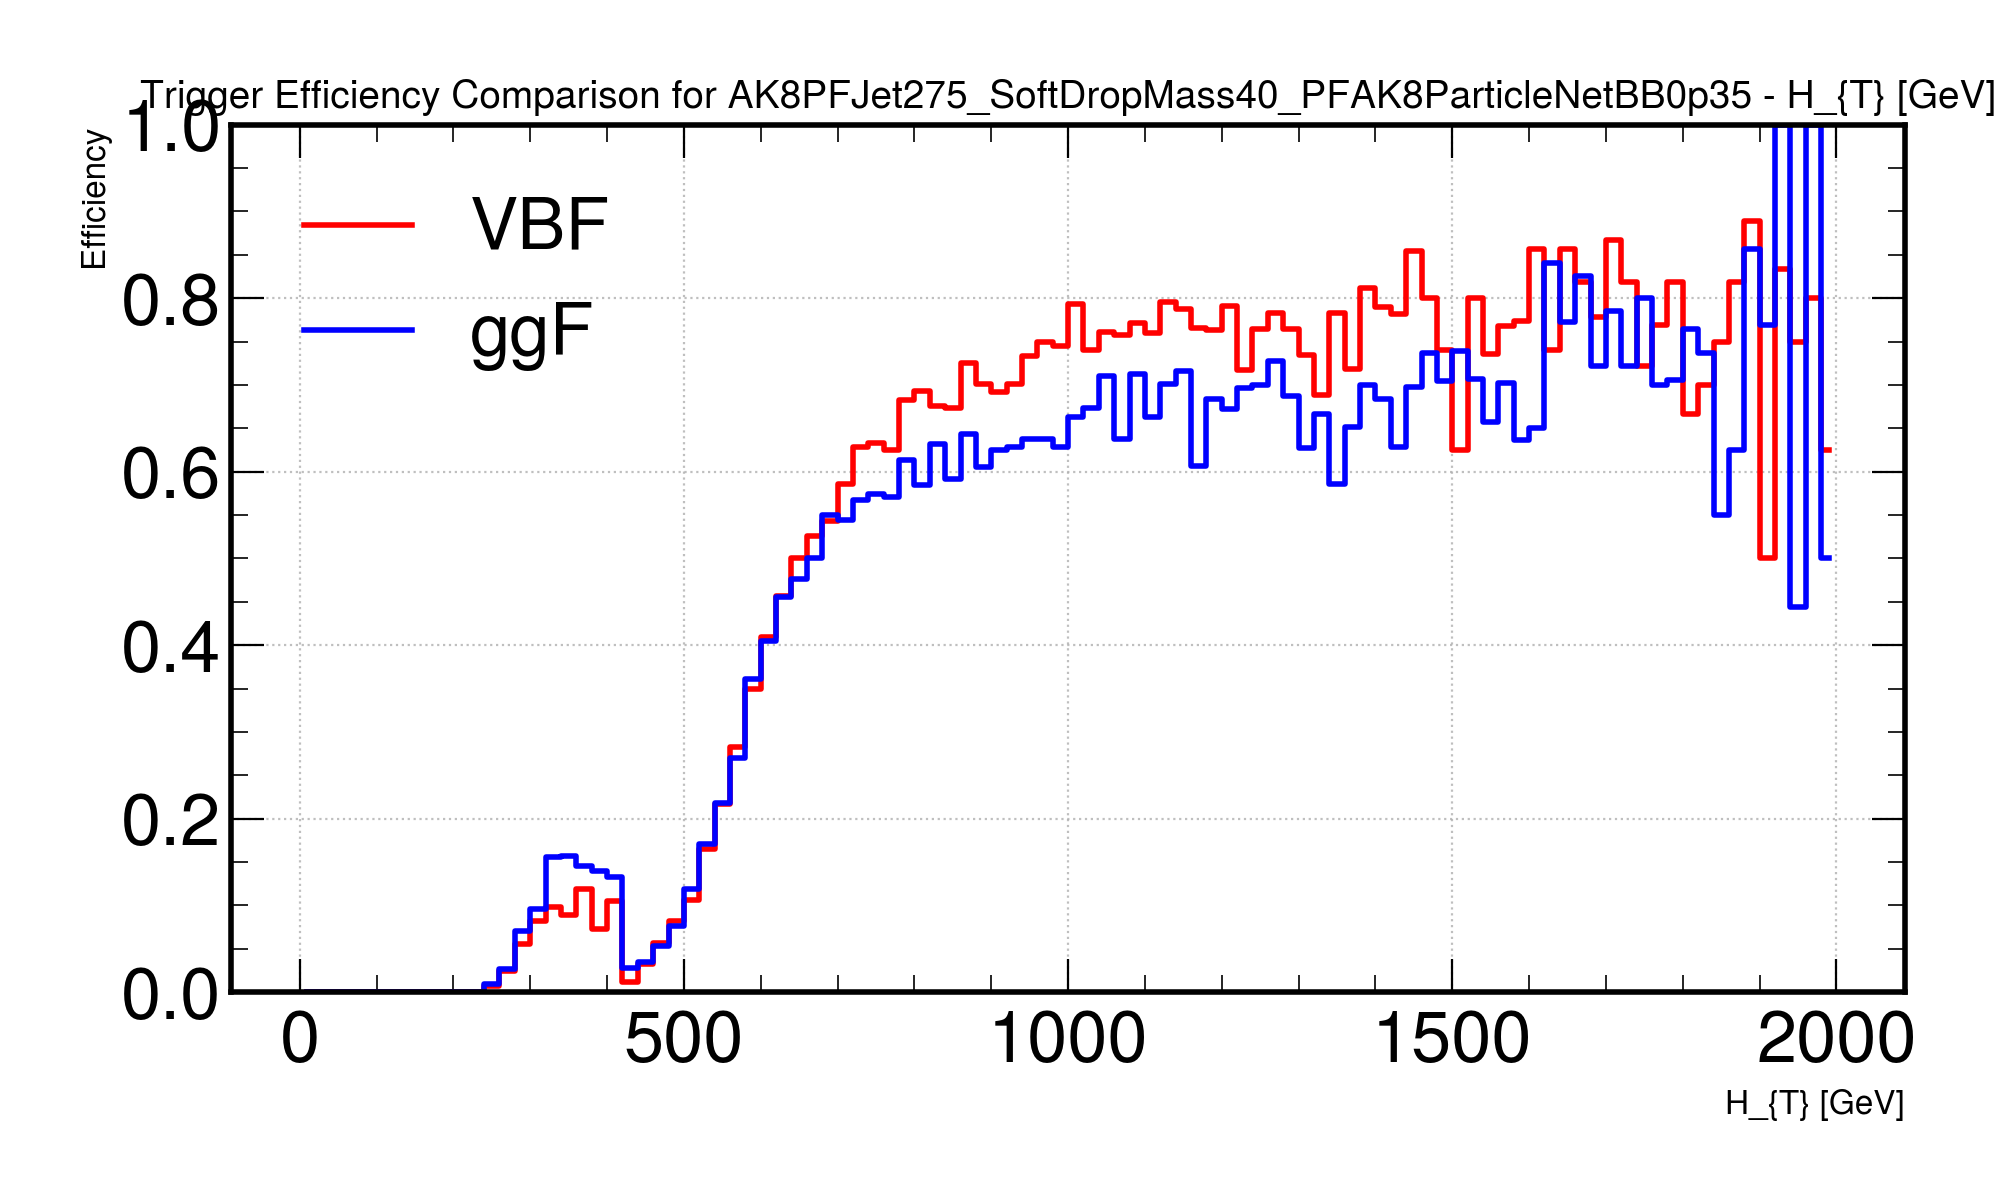 Trigger Efficiency Comparison for AK8PFJet275_SoftDropMass40_PFAK8ParticleNetBB0p35 - H_{T} [GeV]
Efficiency
1.0
0.8
0.6
0.4
0.2
0.0
VBF
ggF
0 500 1000 1500 2000
H_{T} [GeV]